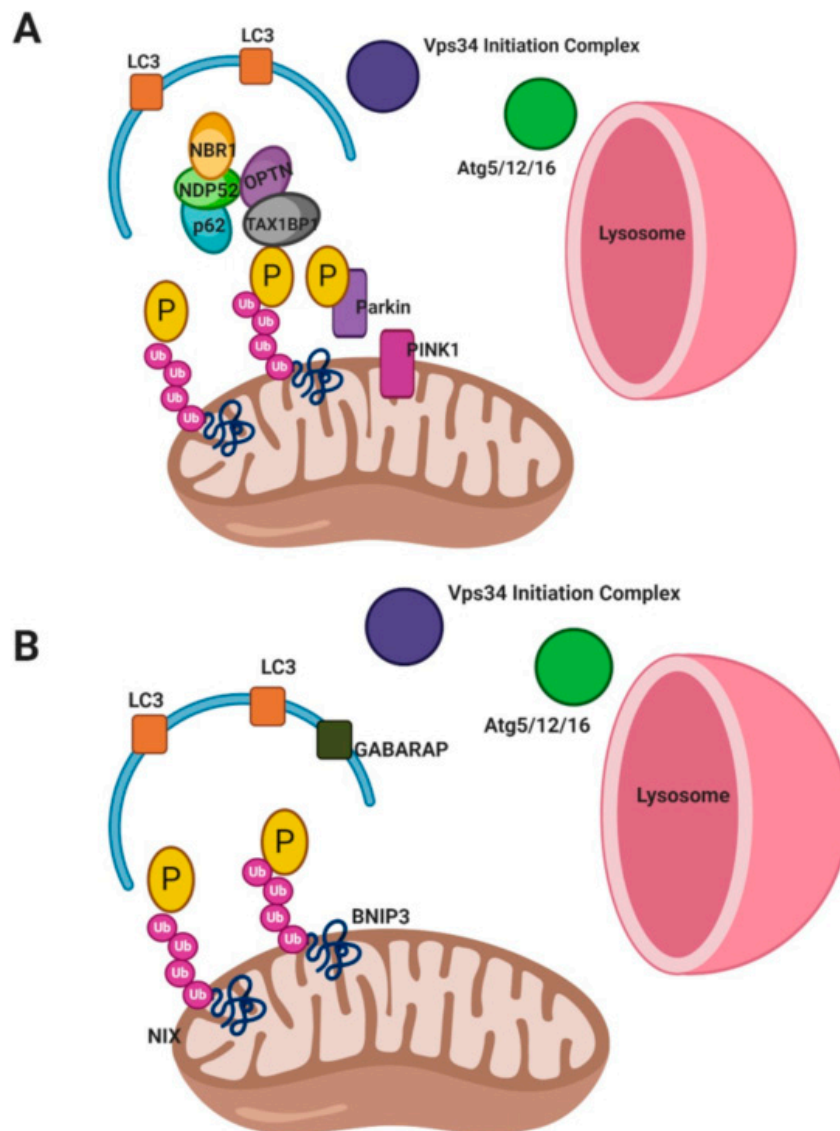 A
LC3
LC3
Vps34 Initiation Complex
Atg5/12/16
NBR1
NDP52
OPTN
p62
TAX1BP1
Lysosome
P
P
P
Parkin
Ub
Ub
Ub
Ub
Ub
Ub
Ub
Ub
PINK1
B
Vps34 Initiation Complex
LC3
LC3
GABARAP
Atg5/12/16
Lysosome
P
P
Ub
Ub
Ub
Ub
Ub
Ub
Ub
Ub
BNIP3
NIX